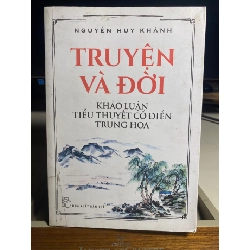 NGUYỄN HUY KHÁNH
TRUYỆN
VÀ ĐỜI
KHẢO LUẬN
TIỂU THUYẾT CỔ ĐIỂN
TRUNG HOA